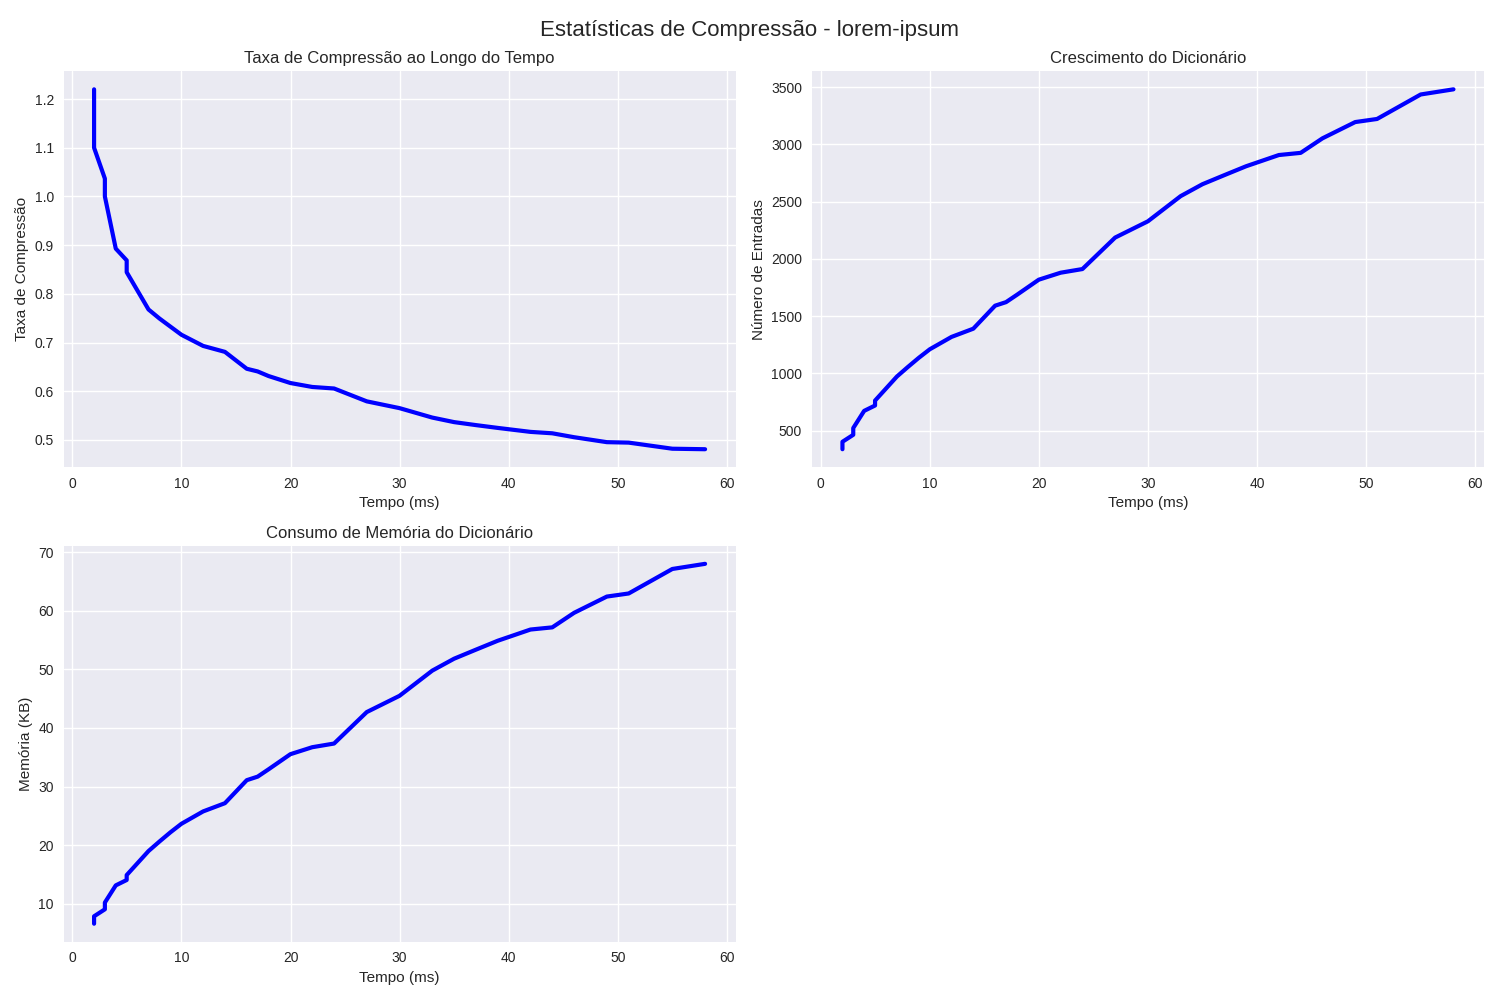 Estatísticas de Compressão - lorem-ipsum
Taxa de Compressão ao Longo do Tempo
Taxa de Compressão
1.2
1.1
1.0
0.9
0.8
0.7
0.6
0.5
0 10 20 30 40 50 60
Tempo (ms)
Crescimento do Dicionário
Número de Entradas
3500
3000
2500
2000
1500
1000
500
0 10 20 30 40 50 60
Tempo (ms)
Consumo de Memória do Dicionário
Memória (KB)
70
60
50
40
30
20
10
0 10 20 30 40 50 60
Tempo (ms)